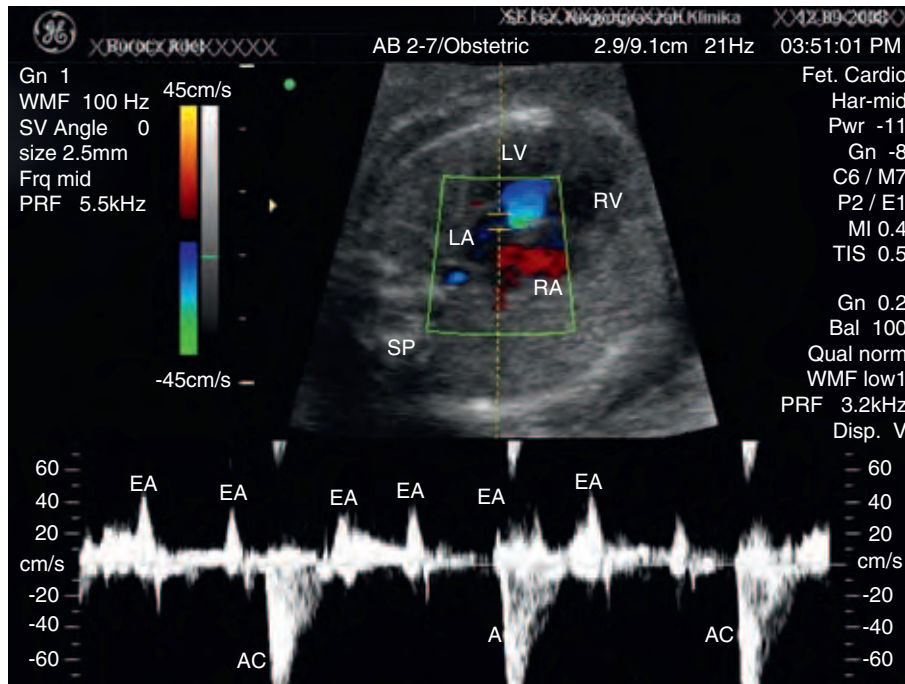 GE
AB 2-7/Obstetric
2.9/9.1cm
21Hz
03:51:01 PM
Gn 1
WMF 100 Hz
SV Angle 0
size 2.5mm
Frq mid
PRF 5.5kHz
45cm/s
-45cm/s
Fet. Cardio
Har-mid
Pwr -11
Gn -8
C6 / M7
P2 / E1
MI 0.4
TIS 0.5
Gn 0.2
Bal 100
Qual norm
WMF low1
PRF 3.2kHz
Disp. V
LV
RV
LA
RA
SP
60
40
20
cm/s
-20
-40
-60
EA
EA
EA
EA
EA
EA
AC
A
AC
60
40
20
cm/s
-20
-40
-60